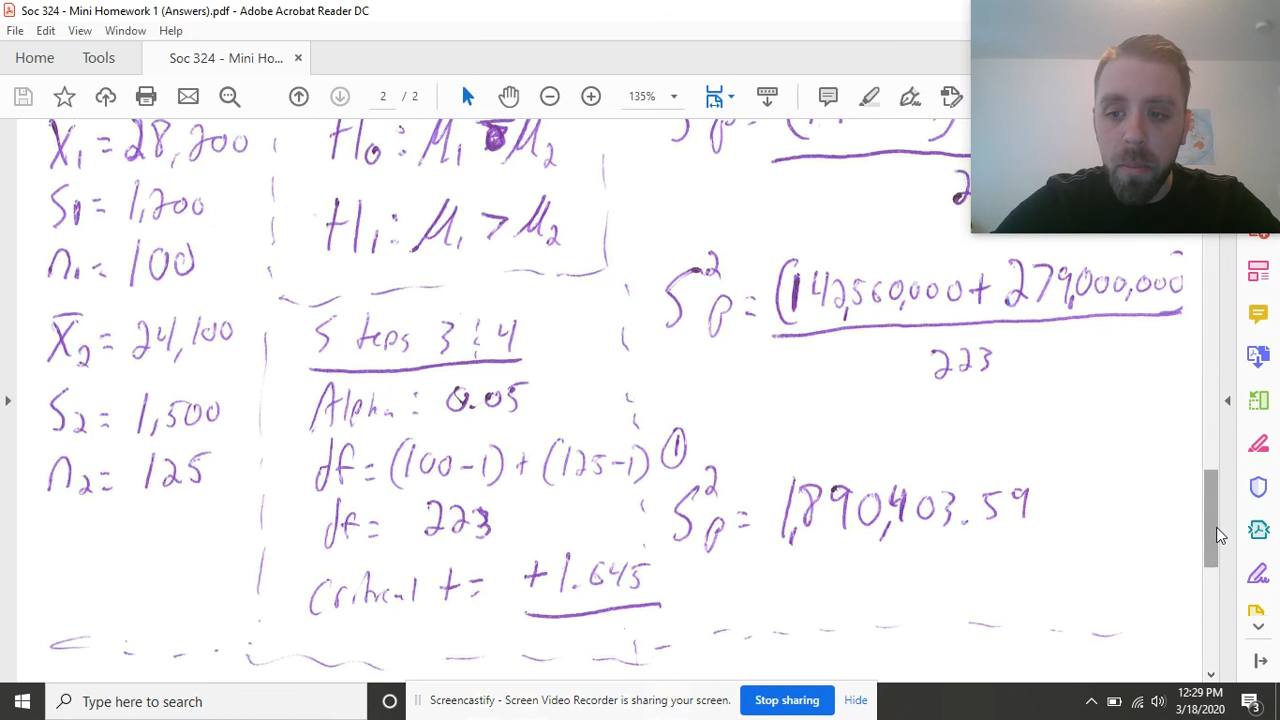 Soc 324 - Mini Homework 1 (Answers).pdf - Adobe Acrobat Reader DC
File Edit View Window Help
Home Tools Soc 324 - Mini Ho... ×
2 / 2 135%
X̄₁ = 28,200
S₁ = 1,200
n₁ = 100
X̄₂ = 24,100
S₂ = 1,500
n₂ = 125
H₀: μ₁ = μ₂
H₁: μ₁ > μ₂
Steps 3 & 4
Alpha: 0.05
df = (100-1) + (125-1) ①
df = 223
Critical t = +1.645
S²p = (142,560,000 + 279,000,000
223
S²p = 1,890,403.59
Type here to search
Screencastify - Screen Video Recorder is sharing your screen. Stop sharing Hide
12:29 PM
3/18/2020
3